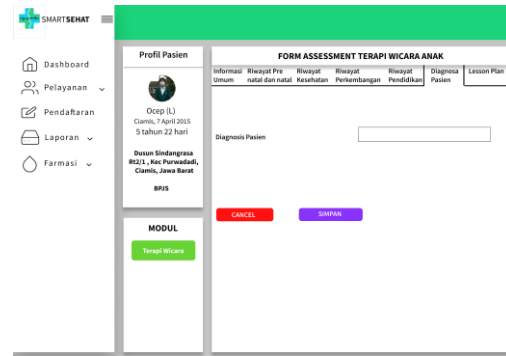 SMARTSEHAT
Dashboard
Pelayanan
Pendaftaran
Laporan
Farmasi
Profil Pasien
Ocep (L)
Ciamis, 7 April 2015
5 tahun 22 hari
Dusun Sindangrasa
Rt2/1 , Kec Purwadadi,
Ciamis, Jawa Barat
BPJS
MODUL
Terapi Wicara
FORM ASSESSMENT TERAPI WICARA ANAK
Informasi Umum
Riwayat Pre natal dan natal
Riwayat Kesehatan
Riwayat Perkembangan
Riwayat Pendidikan
Diagnosa Pasien
Lesson Plan
Diagnosis Pasien
CANCEL
SIMPAN